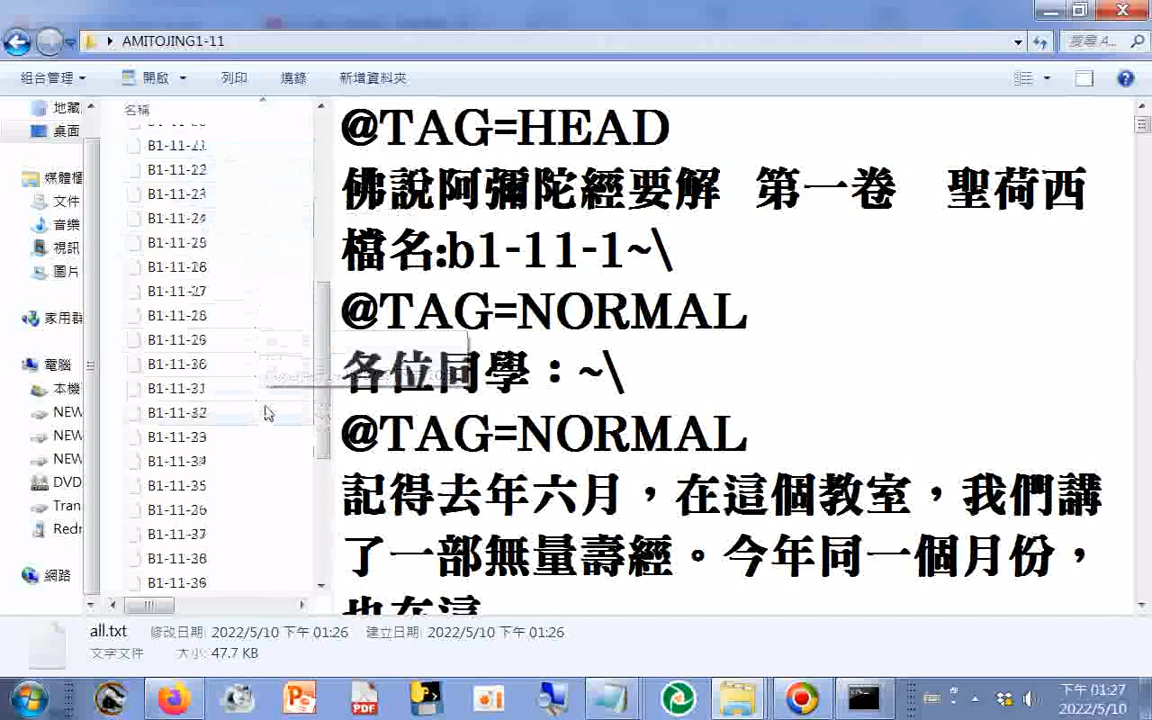 AMITOJING1-11
搜尋 A...
組合管理
開啟
列印
燒錄
新增資料夾
地藏
桌面
媒體櫃
文件
音樂
視訊
圖片
家用群
電腦
本機
NEW
NEW
NEW
DVD
Tran
Redr
網路
名稱
B1-11-21
B1-11-22
B1-11-23
B1-11-24
B1-11-25
B1-11-26
B1-11-27
B1-11-28
B1-11-29
B1-11-30
B1-11-31
B1-11-32
B1-11-33
B1-11-34
B1-11-35
B1-11-36
B1-11-37
B1-11-38
B1-11-39
@TAG=HEAD
佛說阿彌陀經要解 第一卷 聖荷西
檔名:b1-11-1~\
@TAG=NORMAL
各位同學：~\
@TAG=NORMAL
記得去年六月，在這個教室，我們講
了一部無量壽經。今年同一個月份，
也在這
all.txt 修改日期: 2022/5/10 下午 01:26 建立日期: 2022/5/10 下午 01:26
文字文件 大小: 47.7 KB
下午 01:27
2022/5/10